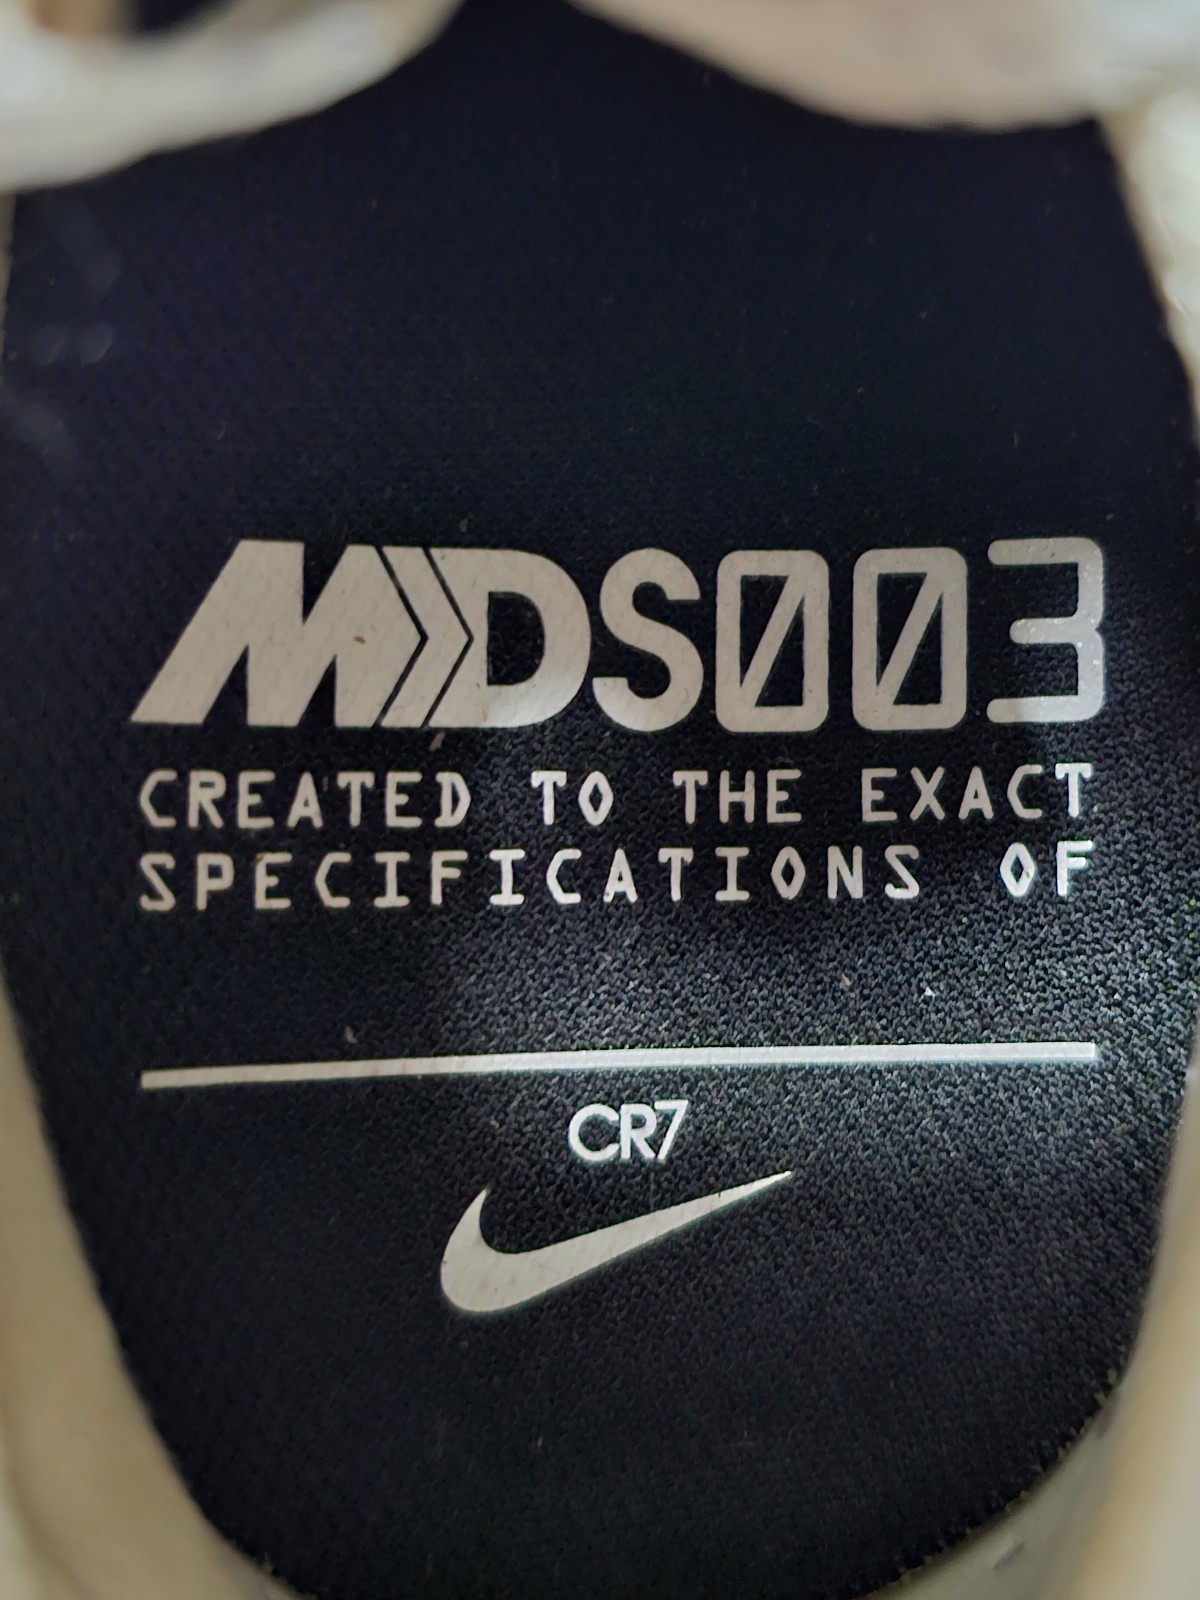 MDS003
CREATED TO THE EXACT
SPECIFICATIONS OF
CR7